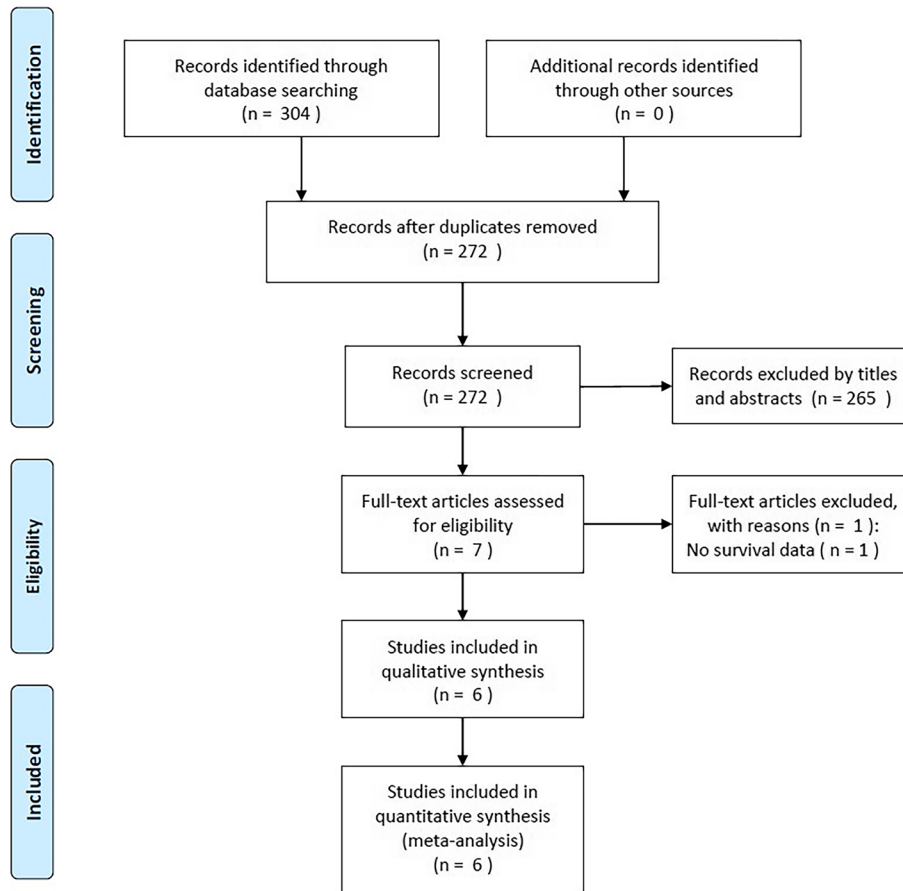 Identification
Records identified through
database searching
(n = 304 )
Additional records identified
through other sources
(n = 0 )
Records after duplicates removed
(n = 272 )
Screening
Records screened
(n = 272 )
Records excluded by titles
and abstracts (n = 265 )
Eligibility
Full-text articles assessed
for eligibility
(n = 7 )
Full-text articles excluded,
with reasons (n = 1 ):
No survival data ( n = 1 )
Studies included in
qualitative synthesis
(n = 6 )
Included
Studies included in
quantitative synthesis
(meta-analysis)
(n = 6 )